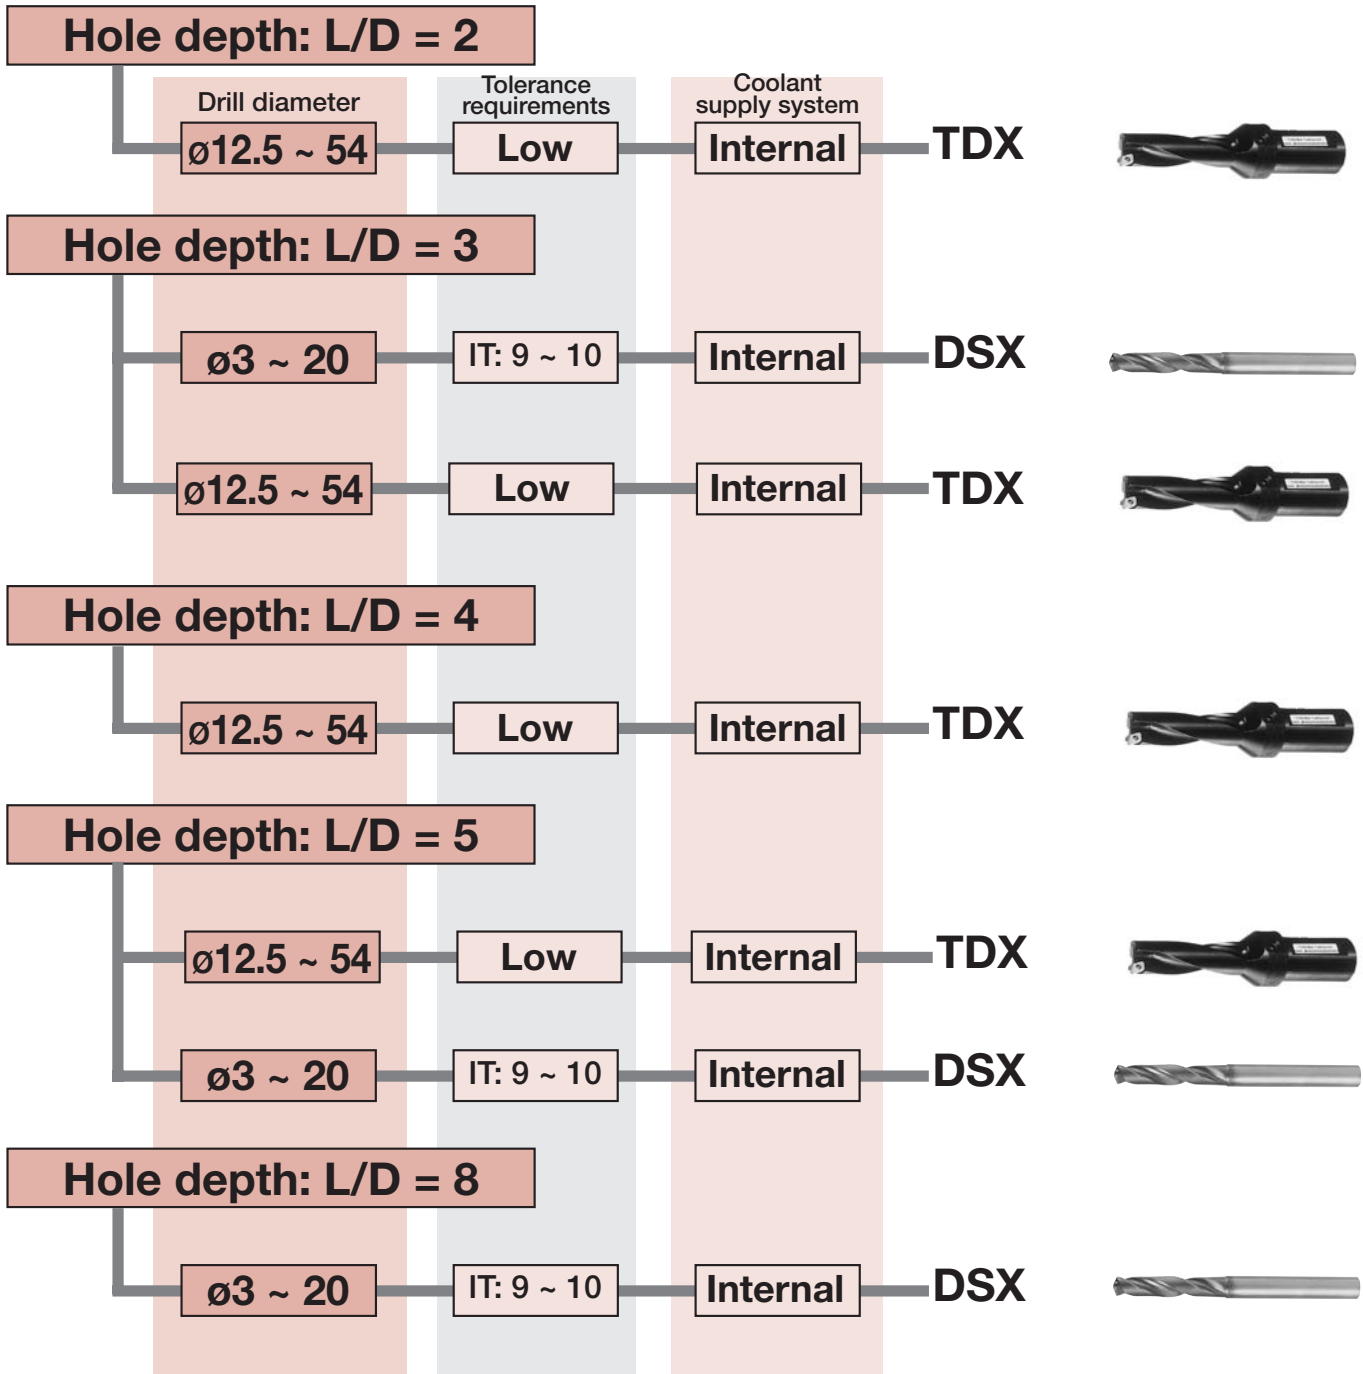 Hole depth: L/D = 2
Drill diameter
Tolerance
requirements
Coolant
supply system
ø12.5 ~ 54
Low
Internal
TDX
Hole depth: L/D = 3
ø3 ~ 20
IT: 9 ~ 10
Internal
DSX
ø12.5 ~ 54
Low
Internal
TDX
Hole depth: L/D = 4
ø12.5 ~ 54
Low
Internal
TDX
Hole depth: L/D = 5
ø12.5 ~ 54
Low
Internal
TDX
ø3 ~ 20
IT: 9 ~ 10
Internal
DSX
Hole depth: L/D = 8
ø3 ~ 20
IT: 9 ~ 10
Internal
DSX